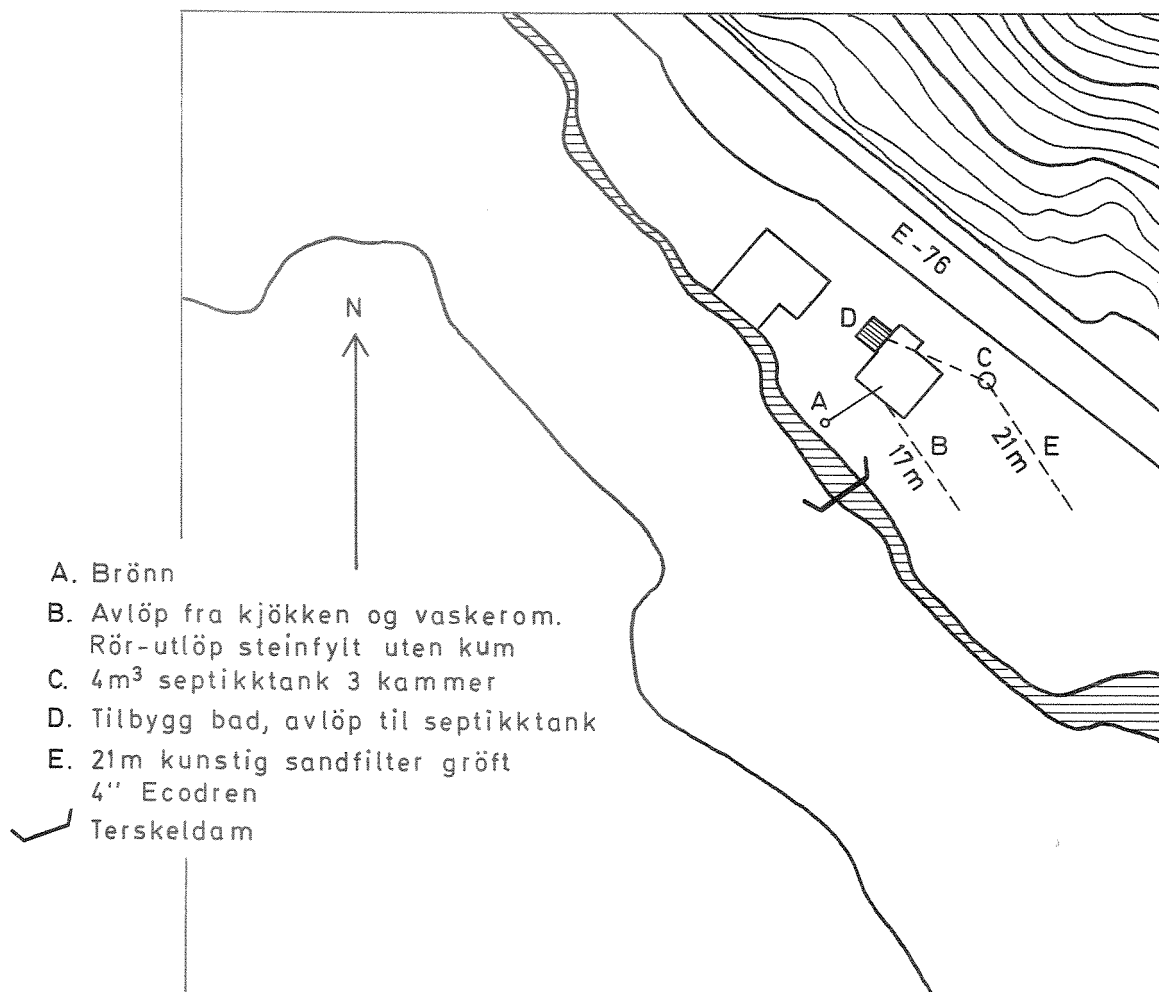 E-76
N
D
C
A
B
E
17m
21m
A. Brönn
B. Avlöp fra kjökken og vaskerom.
Rör-utlöp steinfylt uten kum
C. 4m³ septikktank 3 kammer
D. Tilbygg bad, avlöp til septikktank
E. 21m kunstig sandfilter gröft
4" Ecodren
Terskeldam